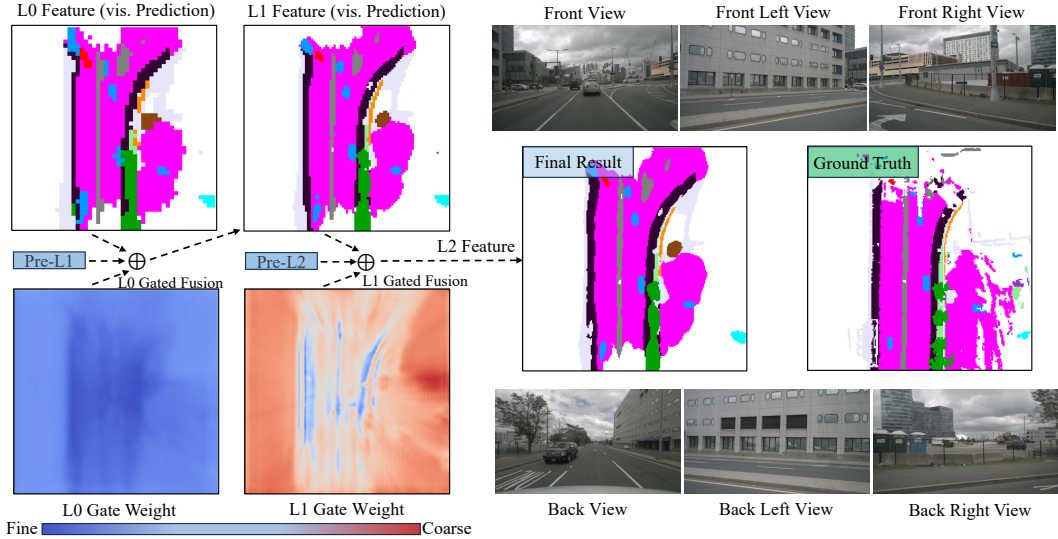 L0 Feature (vis. Prediction)
L1 Feature (vis. Prediction)
Front View
Front Left View
Front Right View
Final Result
Ground Truth
L2 Feature
Pre-L1
L0 Gated Fusion
Pre-L2
L1 Gated Fusion
L0 Gate Weight
L1 Gate Weight
Fine
Coarse
Back View
Back Left View
Back Right View